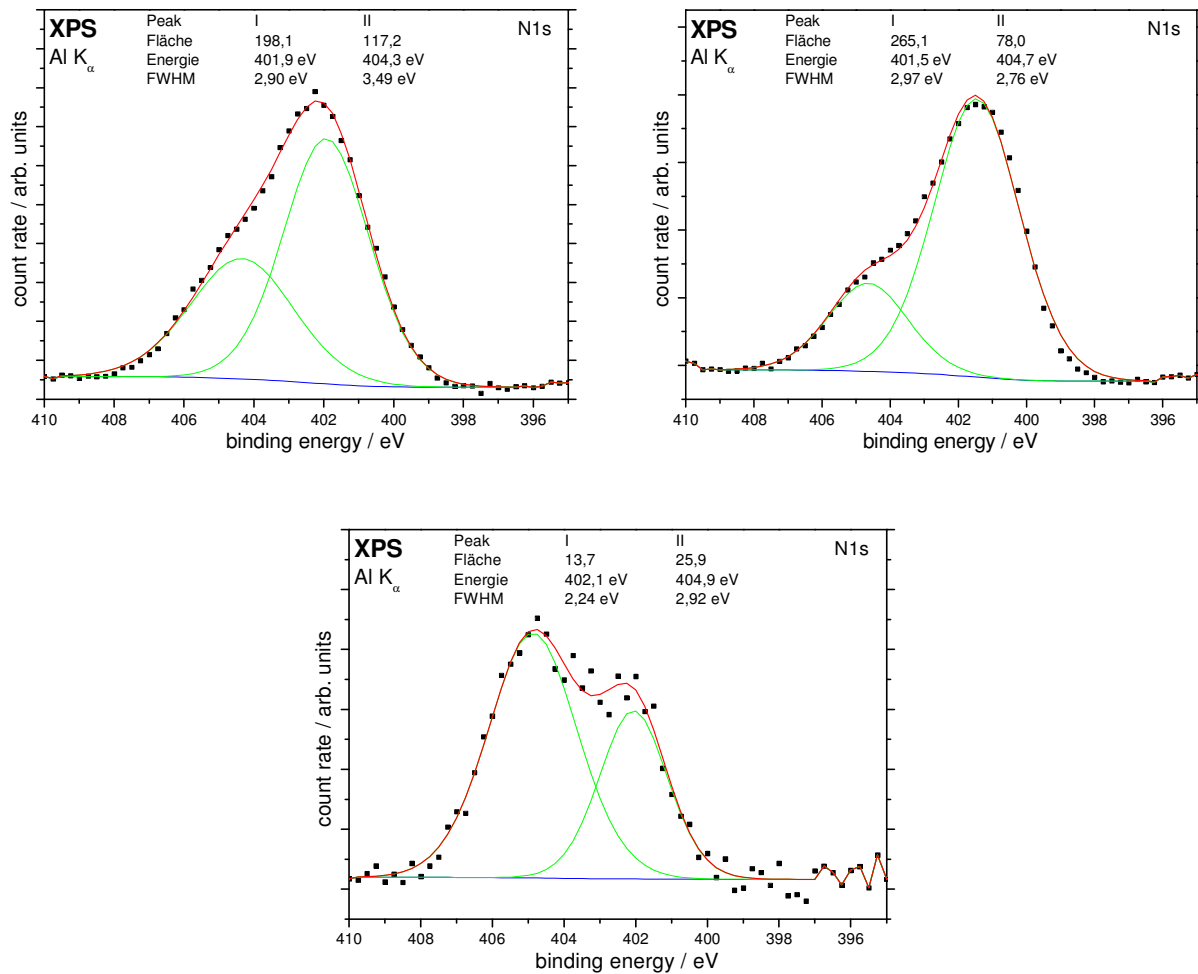 XPS Peak I II N1s
Fläche 198,1 117,2
Al Kα Energie 401,9 eV 404,3 eV
FWHM 2,90 eV 3,49 eV
count rate / arb. units
410 408 406 404 402 400 398 396
binding energy / eV
XPS Peak I II N1s
Fläche 265,1 78,0
Al Kα Energie 401,5 eV 404,7 eV
FWHM 2,97 eV 2,76 eV
count rate / arb. units
410 408 406 404 402 400 398 396
binding energy / eV
XPS Peak I II N1s
Fläche 13,7 25,9
Al Kα Energie 402,1 eV 404,9 eV
FWHM 2,24 eV 2,92 eV
count rate / arb. units
410 408 406 404 402 400 398 396
binding energy / eV